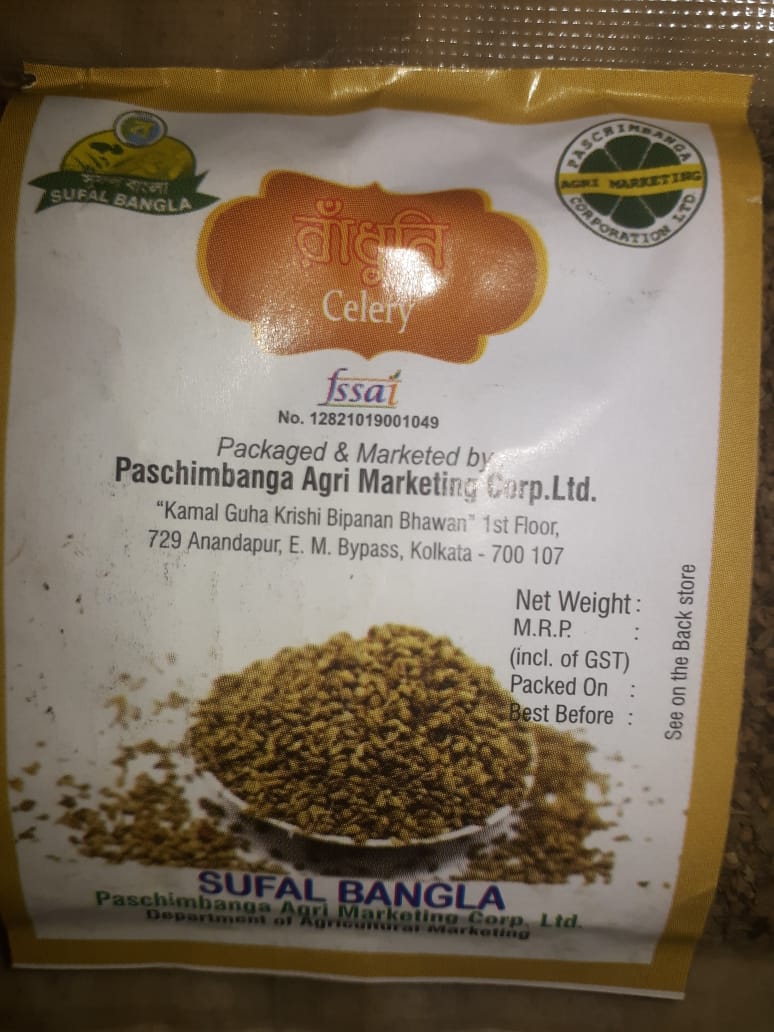 সুফল বাংলা
SUFAL BANGLA
PASCHIMBANGA
AGRI MARKETING
CORPORATION LTD
রাঁধুনি
Celery
fssai
No. 12821019001049
Packaged & Marketed by
Paschimbanga Agri Marketing Corp.Ltd.
“Kamal Guha Krishi Bipanan Bhawan” 1st Floor,
729 Anandapur, E. M. Bypass, Kolkata - 700 107
Net Weight :
M.R.P. :
(incl. of GST)
Packed On :
Best Before :
See on the Back store
SUFAL BANGLA
Paschimbanga Agri Marketing Corp. Ltd.
Department of Agricultural Marketing